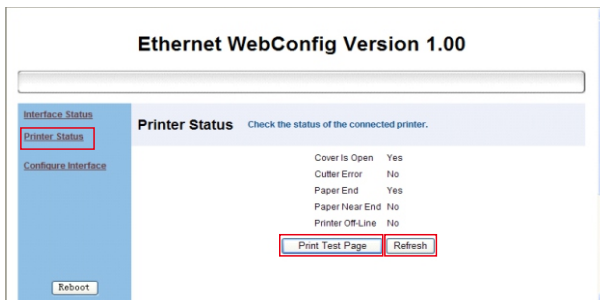 Ethernet WebConfig Version 1.00
Interface Status
Printer Status
Configure Interface
Reboot
Printer Status Check the status of the connected printer.
Cover Is Open Yes
Cutter Error No
Paper End Yes
Paper Near End No
Printer Off-Line No
Print Test Page Refresh